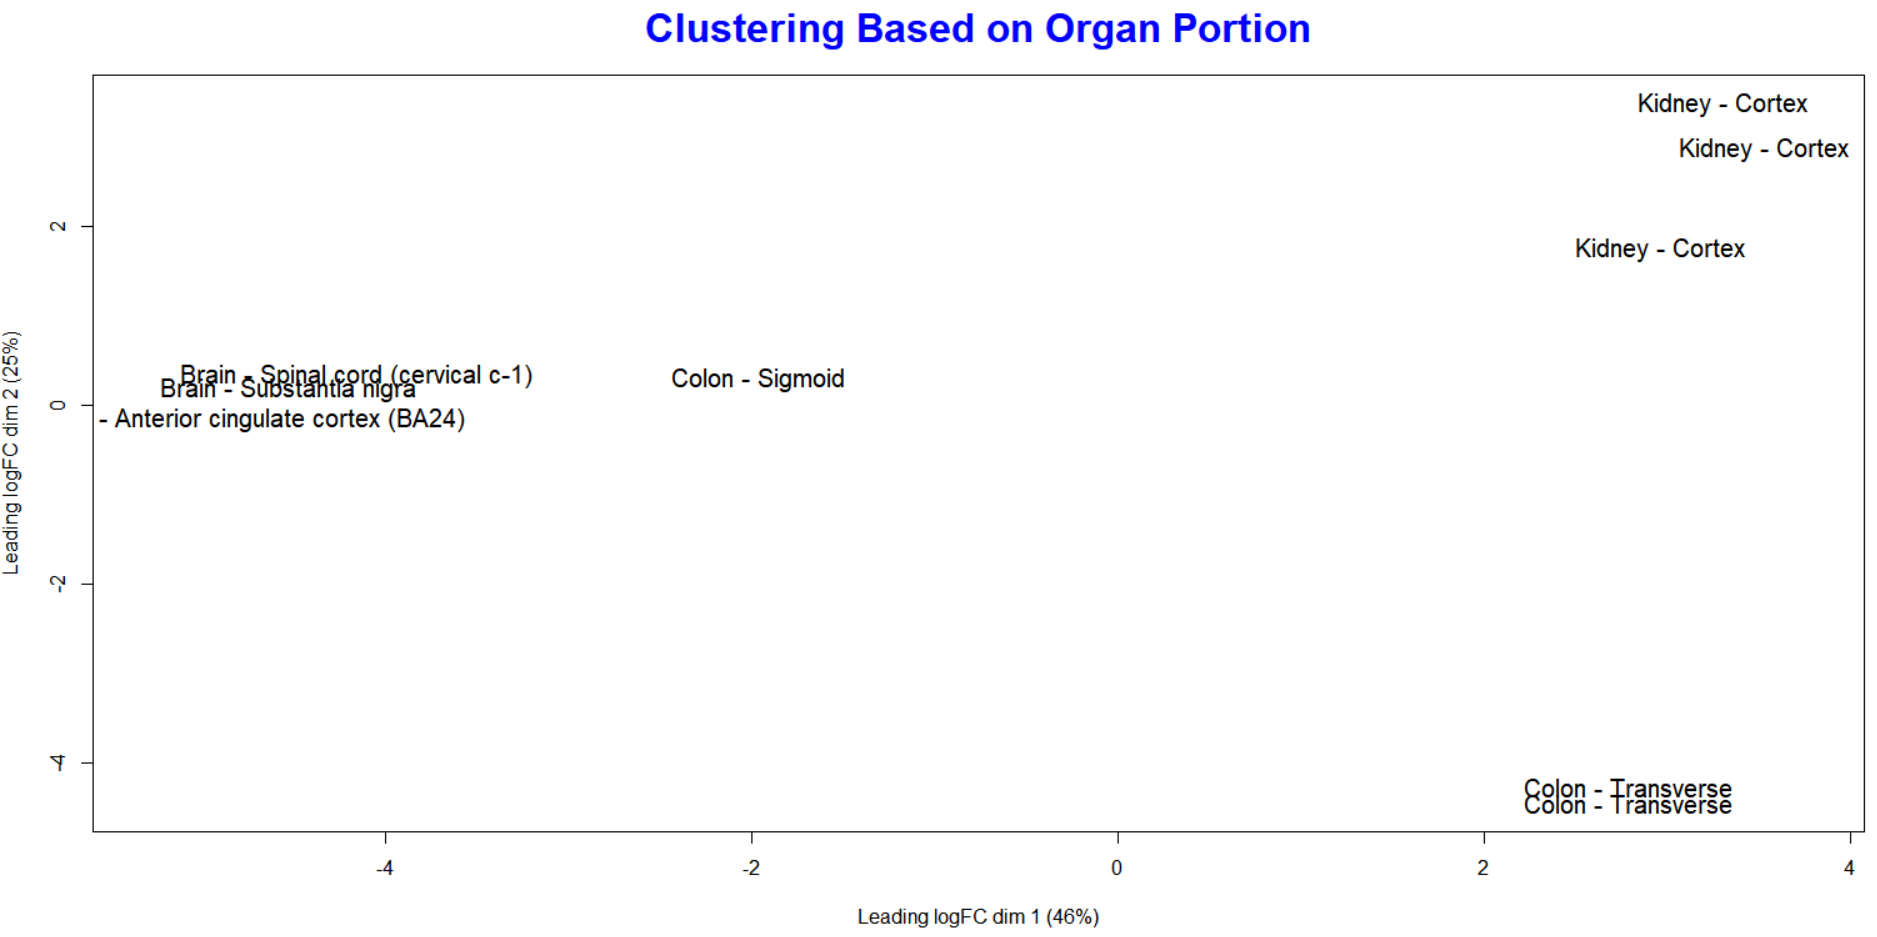 Clustering Based on Organ Portion
Kidney - Cortex
Kidney - Cortex
Kidney - Cortex
Brain - Spinal cord (cervical c-1)
Brain - Substantia nigra
- Anterior cingulate cortex (BA24)
Colon - Sigmoid
Colon - Transverse
Colon - Transverse
Leading logFC dim 2 (25%)
2
0
-2
-4
-4
-2
0
2
4
Leading logFC dim 1 (46%)